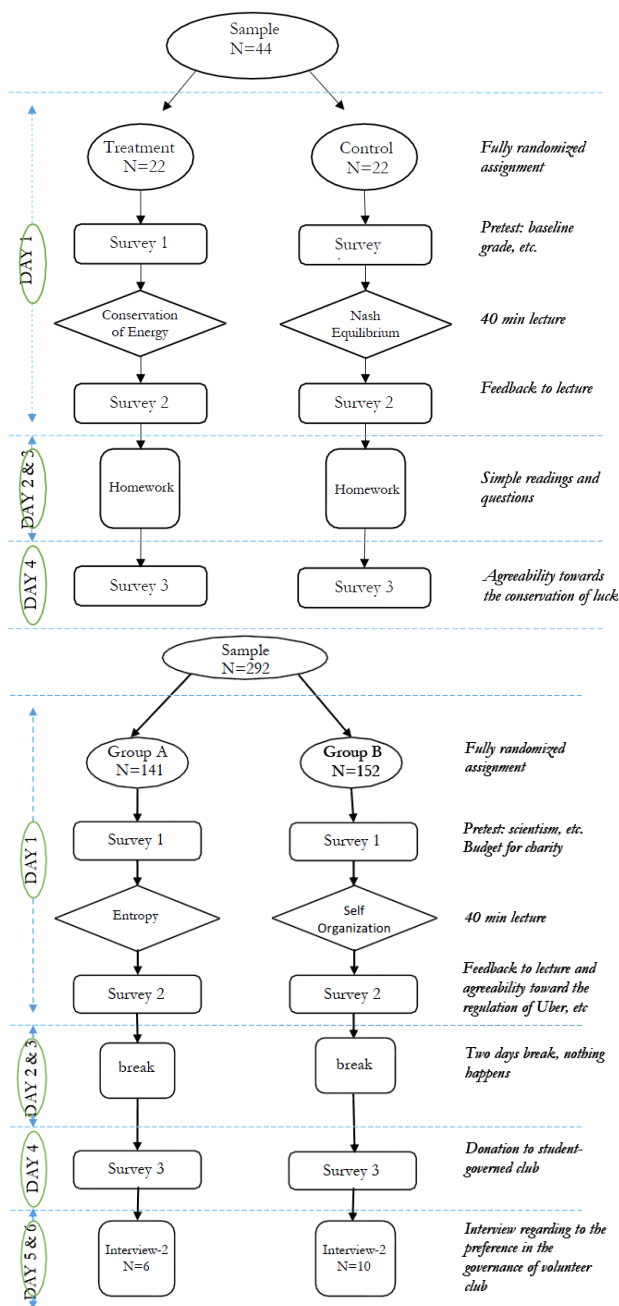 Sample
N=44
Treatment
N=22
Control
N=22
Fully randomized
assignment
DAY 1
Survey 1
Survey
Pretest: baseline
grade, etc.
Conservation
of Energy
Nash
Equilibrium
40 min lecture
Survey 2
Survey 2
Feedback to lecture
DAY 2 & 3
Homework
Homework
Simple readings and
questions
DAY 4
Survey 3
Survey 3
Agreeability towards
the conservation of luck
Sample
N=292
Group A
N=141
Group B
N=152
Fully randomized
assignment
DAY 1
Survey 1
Survey 1
Pretest: scientism, etc.
Budget for charity
Entropy
Self
Organization
40 min lecture
Survey 2
Survey 2
Feedback to lecture and
agreeability toward the
regulation of Uber, etc
DAY 2 & 3
break
break
Two days break, nothing
happens
DAY 4
Survey 3
Survey 3
Donation to student-
governed club
DAY 5 & 6
Interview-2
N=6
Interview-2
N=10
Interview regarding to the
preference in the
governance of volunteer
club